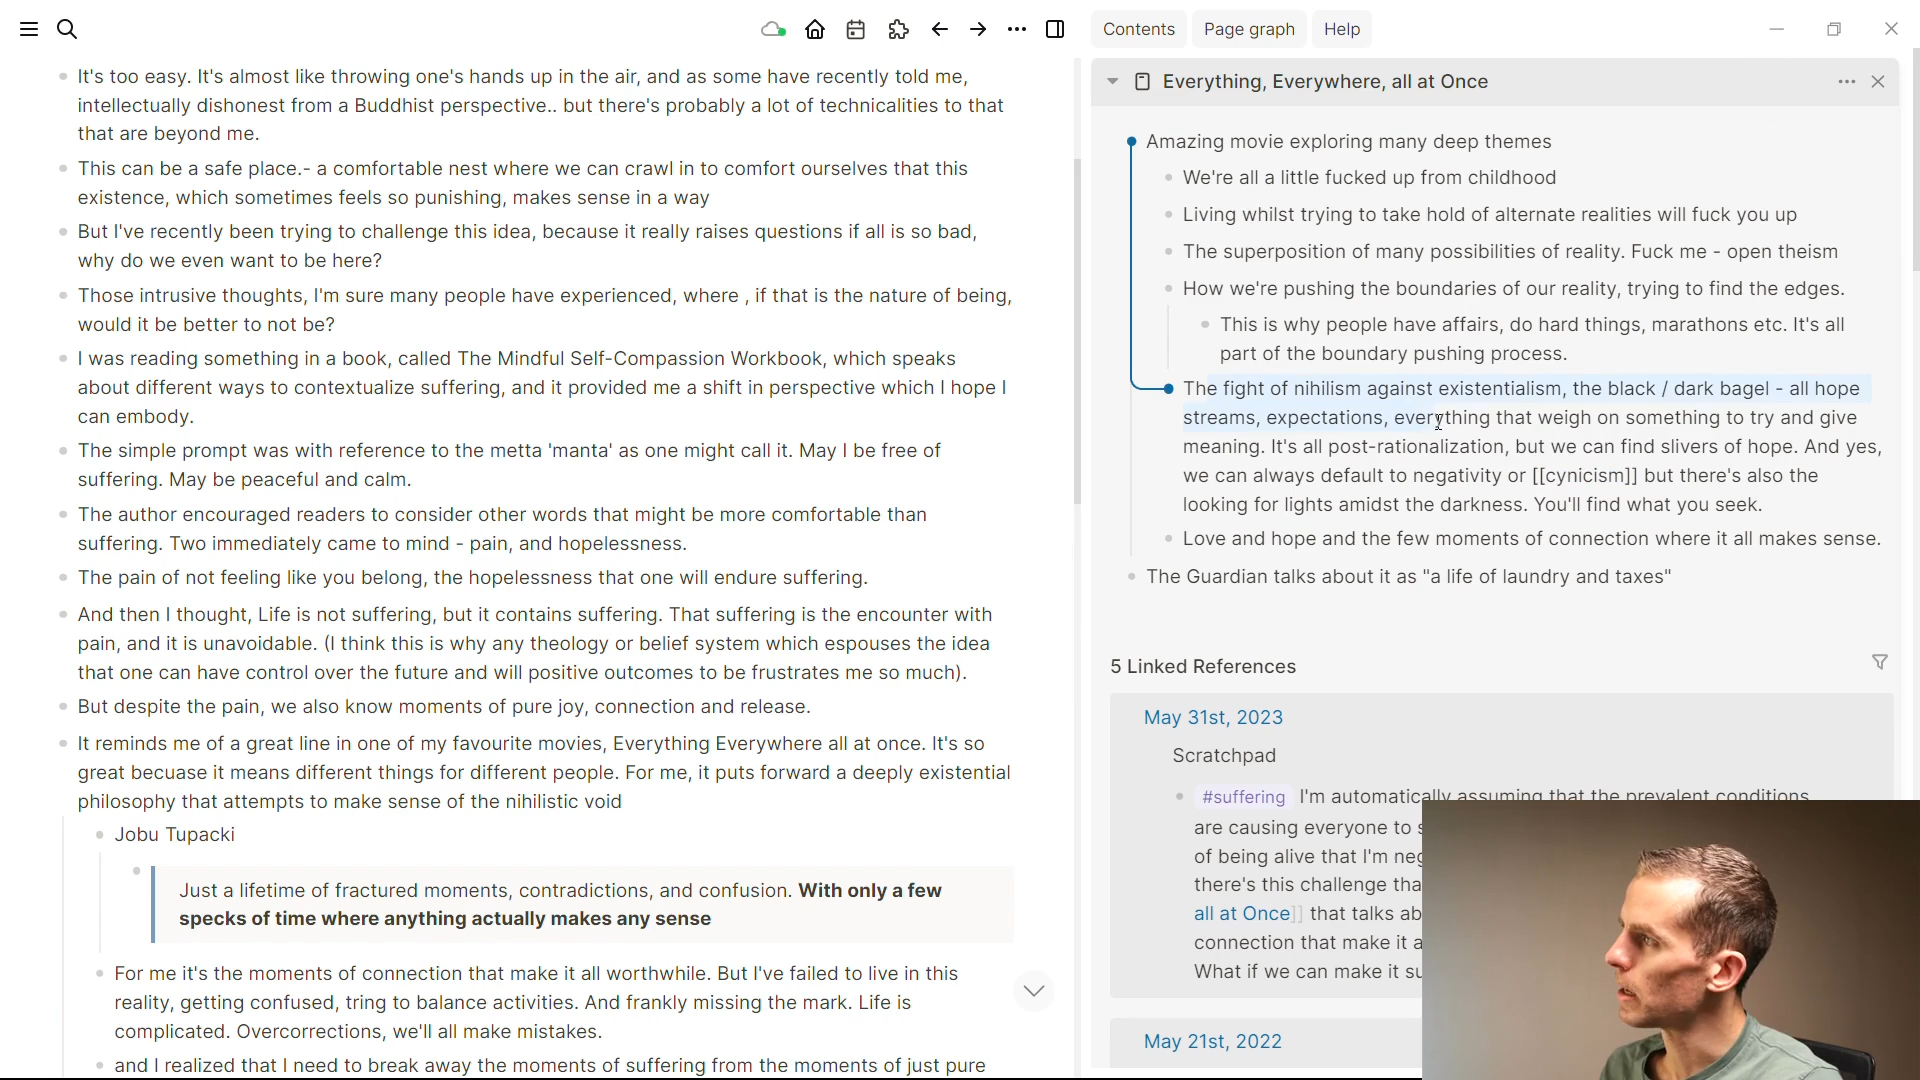 Contents
Page graph
Help
It's too easy. It's almost like throwing one's hands up in the air, and as some have recently told me,
intellectually dishonest from a Buddhist perspective.. but there's probably a lot of technicalities to that
that are beyond me.
This can be a safe place.- a comfortable nest where we can crawl in to comfort ourselves that this
existence, which sometimes feels so punishing, makes sense in a way
But I've recently been trying to challenge this idea, because it really raises questions if all is so bad,
why do we even want to be here?
Those intrusive thoughts, I'm sure many people have experienced, where , if that is the nature of being,
would it be better to not be?
I was reading something in a book, called The Mindful Self-Compassion Workbook, which speaks
about different ways to contextualize suffering, and it provided me a shift in perspective which I hope I
can embody.
The simple prompt was with reference to the metta 'manta' as one might call it. May I be free of
suffering. May be peaceful and calm.
The author encouraged readers to consider other words that might be more comfortable than
suffering. Two immediately came to mind - pain, and hopelessness.
The pain of not feeling like you belong, the hopelessness that one will endure suffering.
And then I thought, Life is not suffering, but it contains suffering. That suffering is the encounter with
pain, and it is unavoidable. (I think this is why any theology or belief system which espouses the idea
that one can have control over the future and will positive outcomes to be frustrates me so much).
But despite the pain, we also know moments of pure joy, connection and release.
It reminds me of a great line in one of my favourite movies, Everything Everywhere all at once. It's so
great becuase it means different things for different people. For me, it puts forward a deeply existential
philosophy that attempts to make sense of the nihilistic void
Jobu Tupacki
Just a lifetime of fractured moments, contradictions, and confusion. With only a few
specks of time where anything actually makes any sense
For me it's the moments of connection that make it all worthwhile. But I've failed to live in this
reality, getting confused, tring to balance activities. And frankly missing the mark. Life is
complicated. Overcorrections, we'll all make mistakes.
and I realized that I need to break away the moments of suffering from the moments of just pure
Everything, Everywhere, all at Once
Amazing movie exploring many deep themes
We're all a little fucked up from childhood
Living whilst trying to take hold of alternate realities will fuck you up
The superposition of many possibilities of reality. Fuck me - open theism
How we're pushing the boundaries of our reality, trying to find the edges.
This is why people have affairs, do hard things, marathons etc. It's all
part of the boundary pushing process.
The fight of nihilism against existentialism, the black / dark bagel - all hope
streams, expectations, everything that weigh on something to try and give
meaning. It's all post-rationalization, but we can find slivers of hope. And yes,
we can always default to negativity or [[cynicism]] but there's also the
looking for lights amidst the darkness. You'll find what you seek.
Love and hope and the few moments of connection where it all makes sense.
The Guardian talks about it as "a life of laundry and taxes"
5 Linked References
May 31st, 2023
Scratchpad
#suffering I'm automatically assuming that the prevalent conditions
are causing everyone to
of being alive that I'm
there's this challenge
all at Once]] that talks
connection that make it
What if we can make it
May 21st, 2022